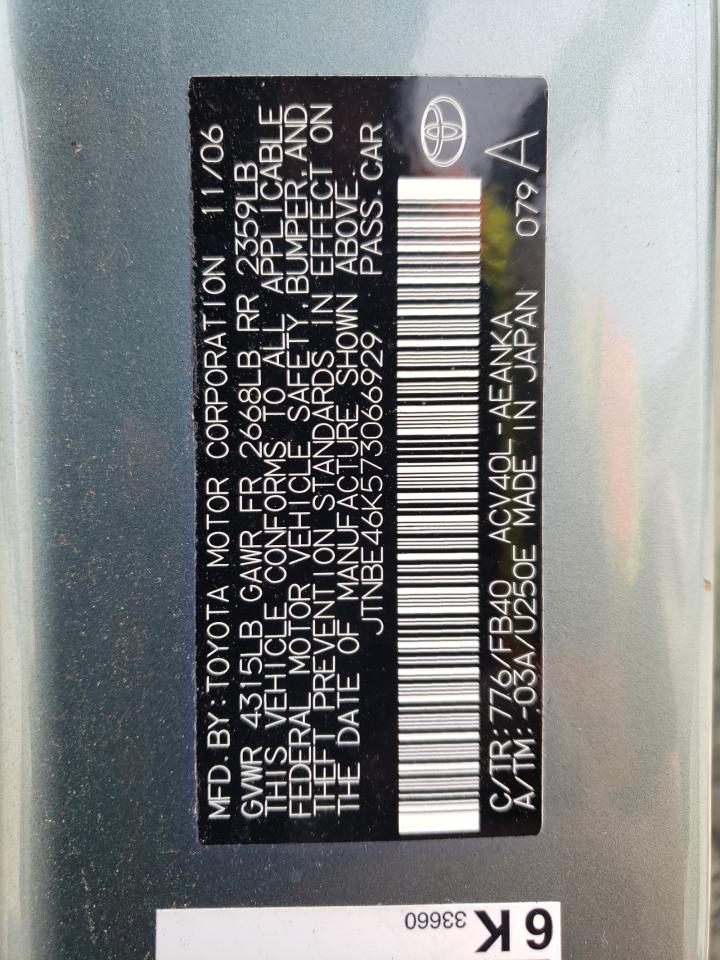 MFD. BY: TOYOTA MOTOR CORPORATION 11/06
GVWR 4315LB GAWR FR 2668LB RR 2359LB
THIS VEHICLE CONFORMS TO ALL APPLICABLE
FEDERAL MOTOR VEHICLE SAFETY, BUMPER, AND
THEFT PREVENTION STANDARDS IN EFFECT ON
THE DATE OF MANUFACTURE SHOWN ABOVE.
JTNBE46K573066929 PASS. CAR
C/TR: 776/FB40 ACV40L-AEANKA
A/TM: -03A/U250E MADE IN JAPAN 079 A
6K 33660